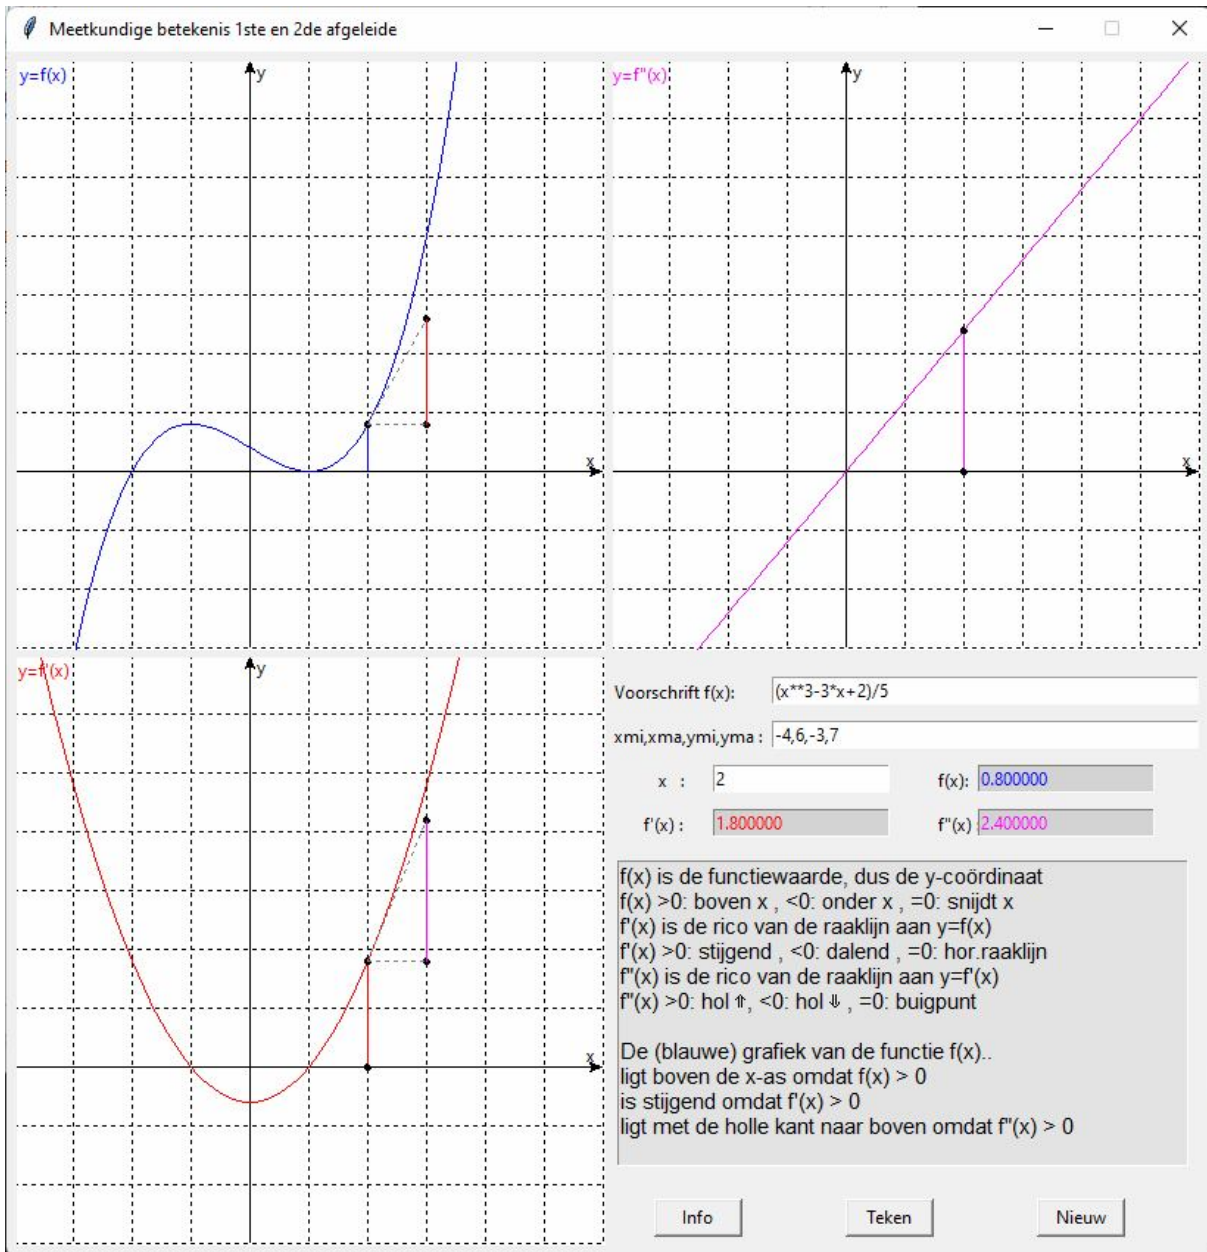 Meetkundige betekenis 1ste en 2de afgeleide
y=f(x)
y
x
y=f"(x)
y
x
y=f'(x)
y
x
Voorschrift f(x): (x**3-3*x+2)/5
xmi,xma,ymi,yma : -4,6,-3,7
x : 2 f(x): 0.800000
f'(x) : 1.800000 f"(x) : 2.400000
f(x) is de functiewaarde, dus de y-coördinaat
f(x) >0: boven x , <0: onder x , =0: snijdt x
f'(x) is de rico van de raaklijn aan y=f(x)
f'(x) >0: stijgend , <0: dalend , =0: hor.raaklijn
f"(x) is de rico van de raaklijn aan y=f'(x)
f"(x) >0: hol ⇑, <0: hol ⇓ , =0: buigpunt
De (blauwe) grafiek van de functie f(x)..
ligt boven de x-as omdat f(x) > 0
is stijgend omdat f'(x) > 0
ligt met de holle kant naar boven omdat f"(x) > 0
Info Teken Nieuw